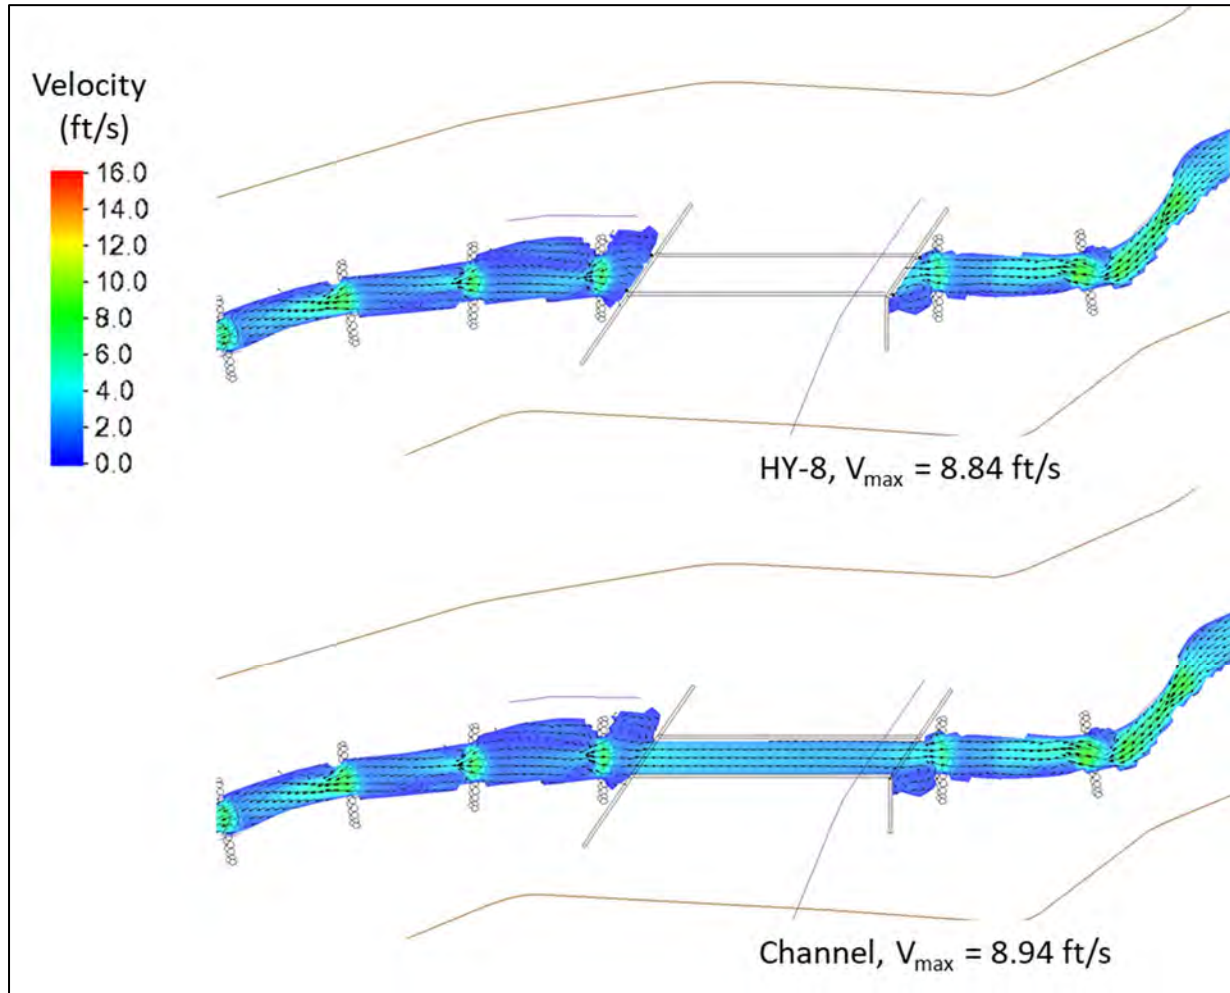 Velocity
(ft/s)
16.0
14.0
12.0
10.0
8.0
6.0
4.0
2.0
0.0
HY-8, Vmax = 8.84 ft/s
Channel, Vmax = 8.94 ft/s